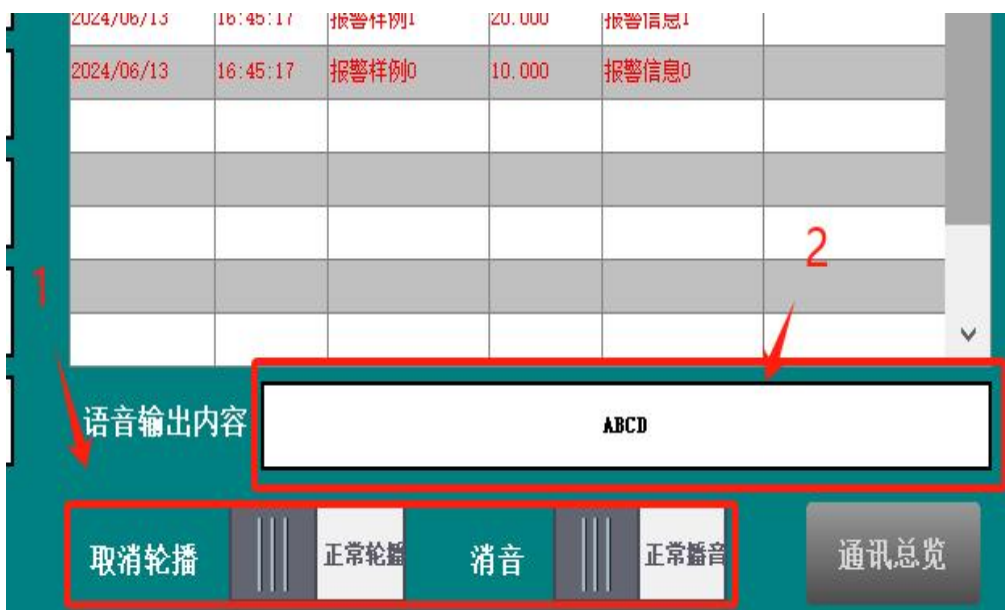 2024/06/13 16:45:17 报警样例1 20.000 报警信息1
2024/06/13 16:45:17 报警样例0 10.000 报警信息0
2
1
语音输出内容 ABCD
取消轮播 正常轮播 消音 正常播音 通讯总览